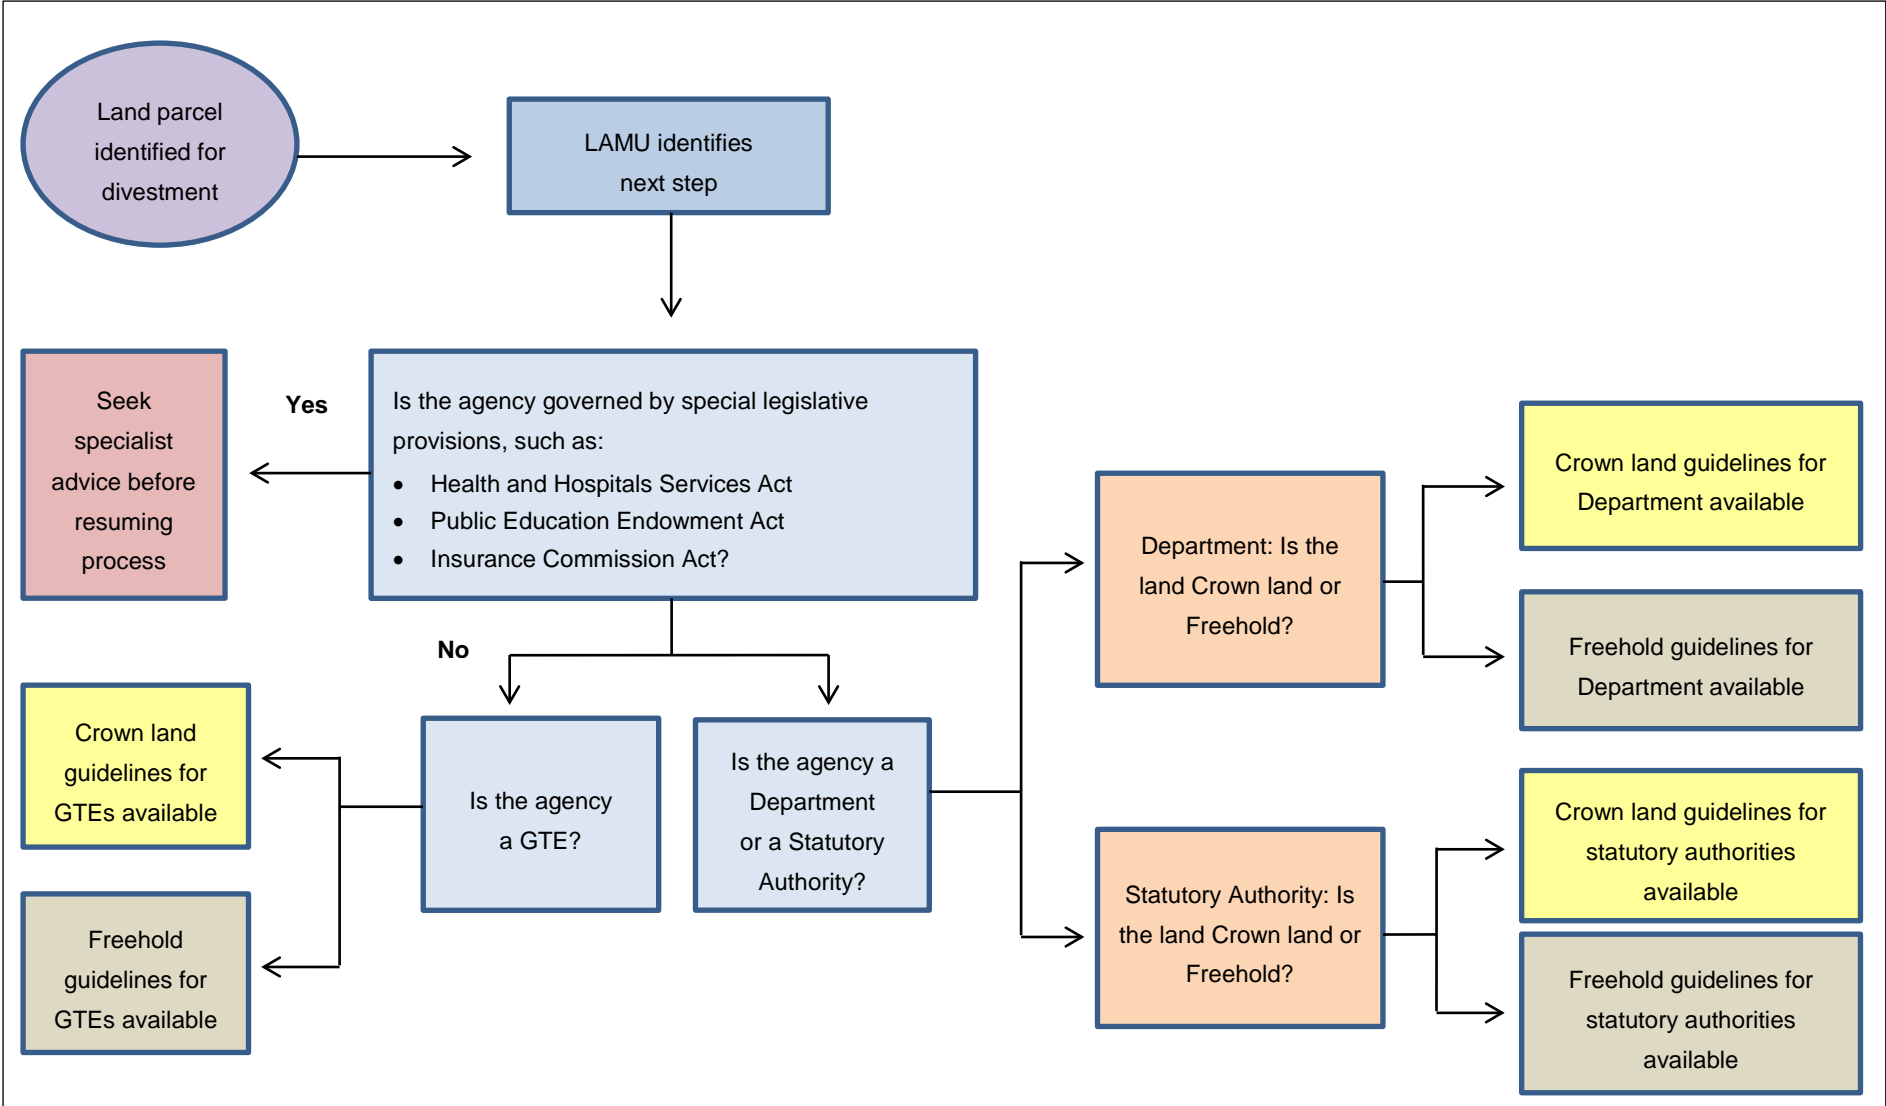 Land parcel
identified for
divestment
LAMU identifies
next step
Seek
specialist
advice before
resuming
process
Yes
Is the agency governed by special legislative
provisions, such as:
• Health and Hospitals Services Act
• Public Education Endowment Act
• Insurance Commission Act?
No
Crown land
guidelines for
GTEs available
Freehold
guidelines for
GTEs available
Is the agency
a GTE?
Is the agency a
Department
or a Statutory
Authority?
Department: Is the
land Crown land or
Freehold?
Statutory Authority: Is
the land Crown land or
Freehold?
Crown land guidelines for
Department available
Freehold guidelines for
Department available
Crown land guidelines for
statutory authorities
available
Freehold guidelines for
statutory authorities
available